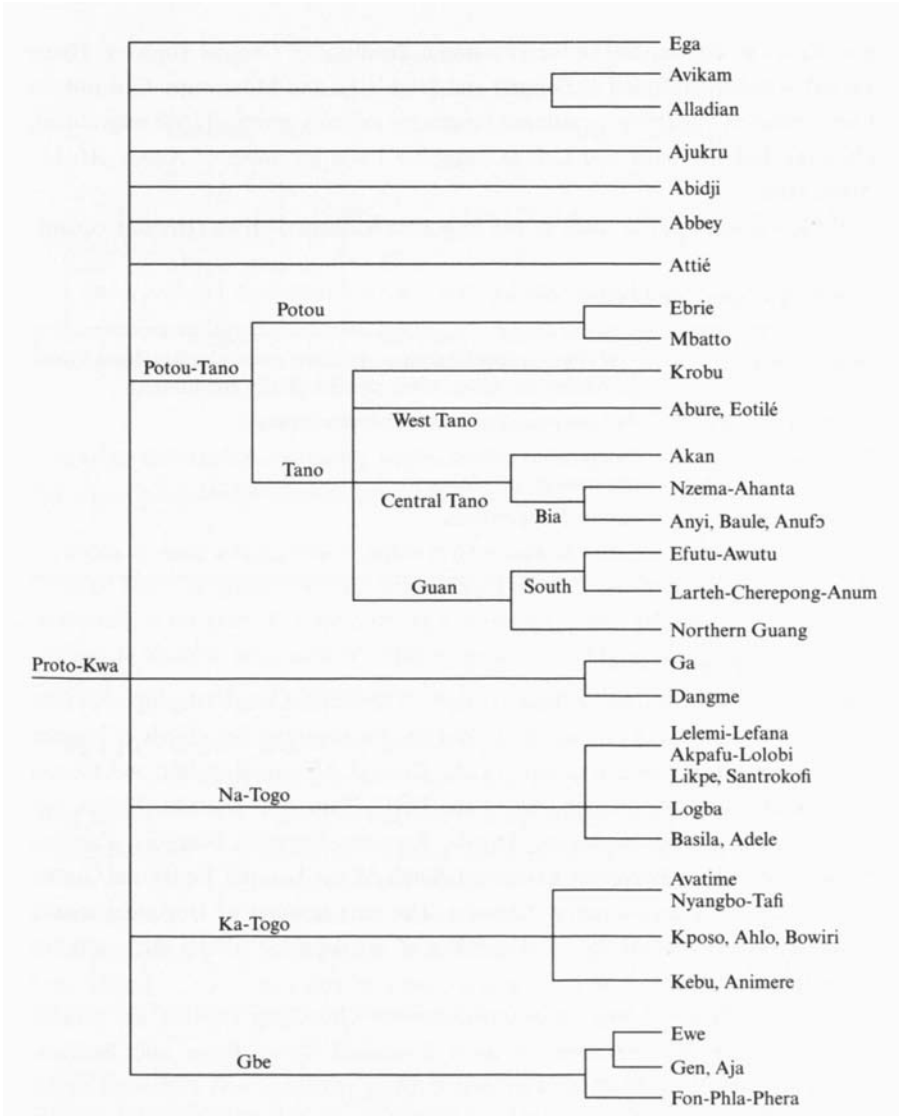 Ega
Avikam
Alladian
Ajukru
Abidji
Abbey
Attié
Potou
Ebrie
Mbatto
Potou-Tano
Krobu
Abure, Eotilé
West Tano
Akan
Tano
Nzema-Ahanta
Central Tano
Bia
Anyi, Baule, Anufɔ
Efutu-Awutu
Guan
South
Larteh-Cherepong-Anum
Northern Guang
Proto-Kwa
Ga
Dangme
Lelemi-Lefana
Akpafu-Lolobi
Likpe, Santrokofi
Na-Togo
Logba
Basila, Adele
Avatime
Nyangbo-Tafi
Ka-Togo
Kposo, Ahlo, Bowiri
Kebu, Animere
Ewe
Gbe
Gen, Aja
Fon-Phla-Phera